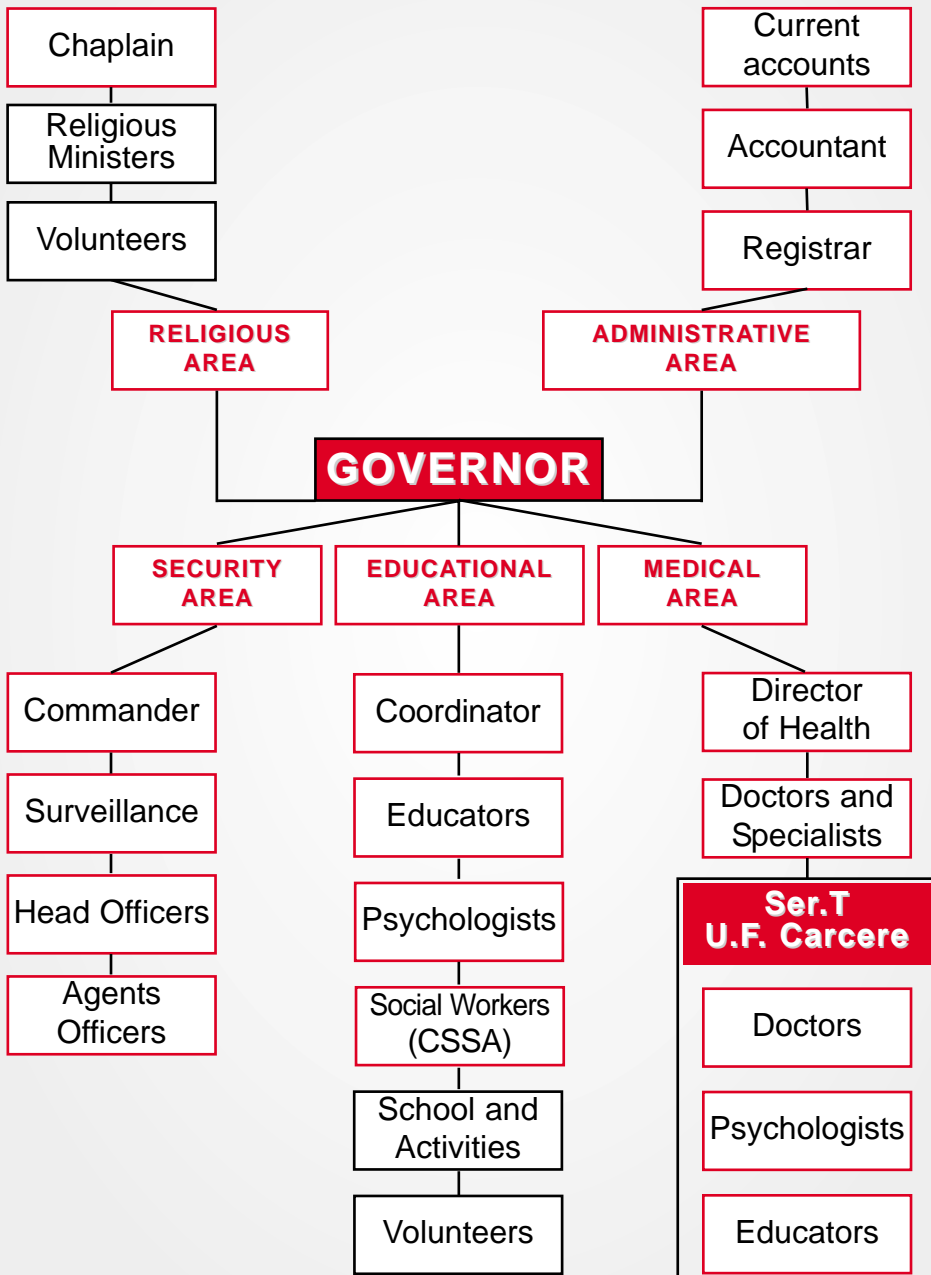 Chaplain
Religious
Ministers
Volunteers
Current
accounts
Accountant
Registrar
RELIGIOUS
AREA
ADMINISTRATIVE
AREA
GOVERNOR
SECURITY
AREA
EDUCATIONAL
AREA
MEDICAL
AREA
Commander
Surveillance
Head Officers
Agents
Officers
Coordinator
Educators
Psychologists
Social Workers
(CSSA)
School and
Activities
Volunteers
Director
of Health
Doctors and
Specialists
Ser.T
U.F. Carcere
Doctors
Psychologists
Educators